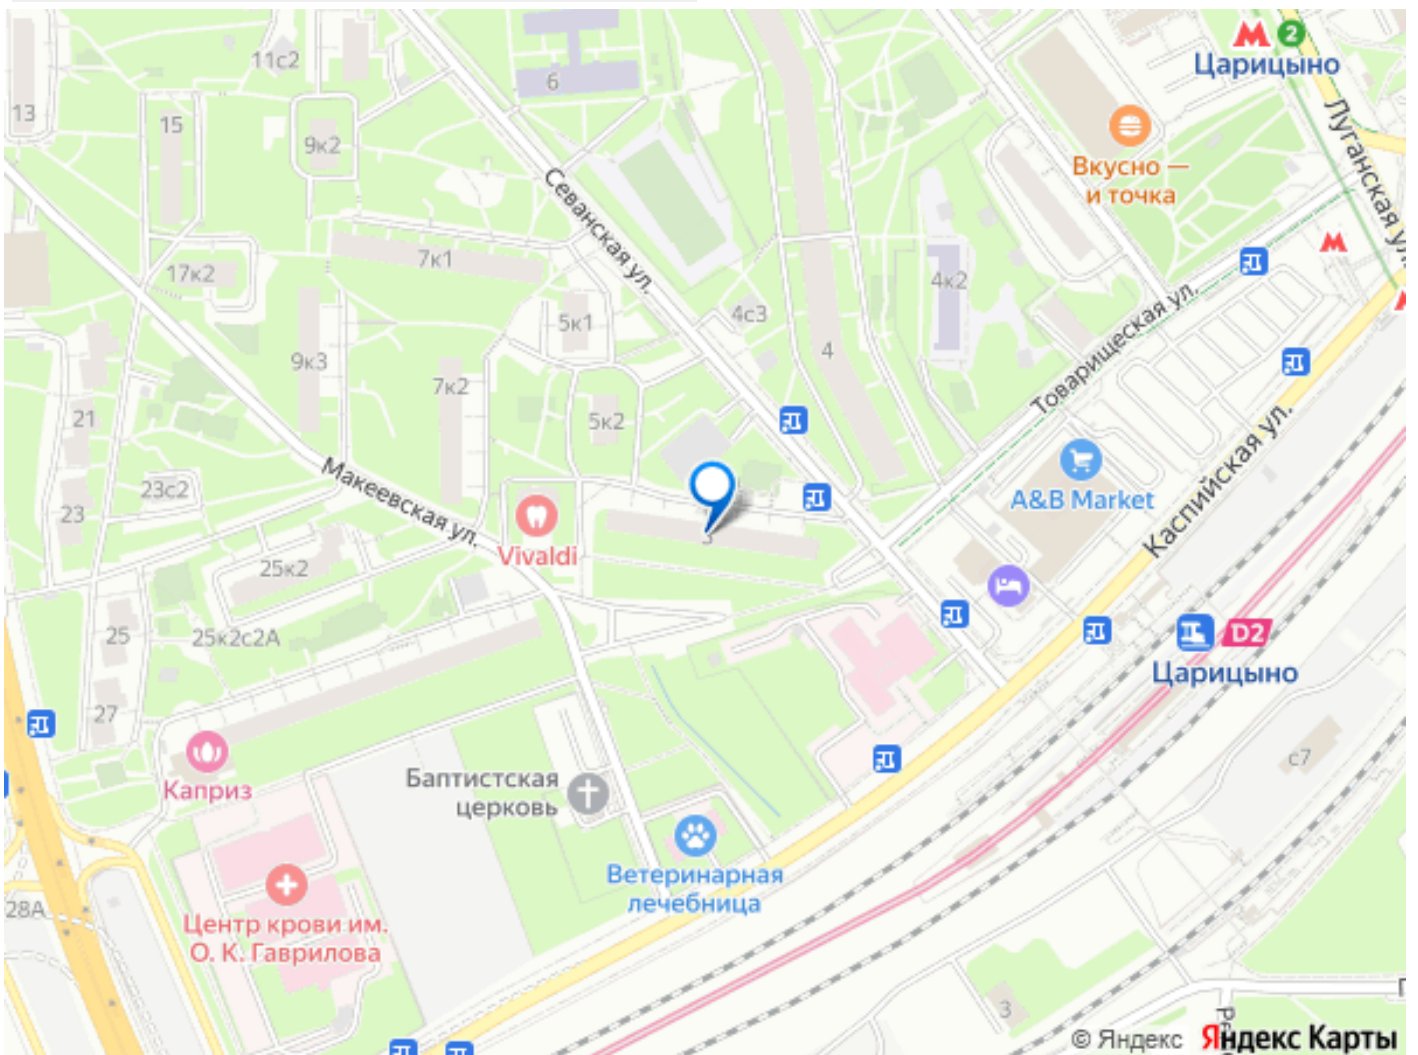 2
Царицыно
11с2
6
13
15
9к2
Луганская ул.
Вкусно —
и точка
Севанская ул.
7к1
17к2
4к2
4с3
5к1
4
9к3
7к2
Товарищеская ул.
21
5к2
Каспийская ул.
A&B Market
Макеевская ул.
23с2
23
Vivaldi
25к2
25
25к2с2А
D2
Царицыно
27
с7
Каприз
Баптистская
церковь
Ветеринарная
лечебница
28А
Центр крови им.
О. К. Гаврилова
3
© Яндекс Яндекс Карты